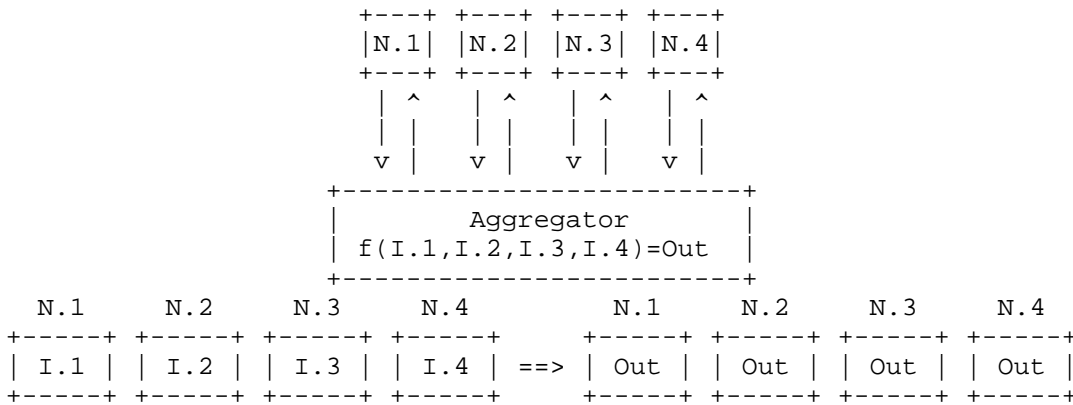 N.1 N.2 N.3 N.4
Aggregator
f(I.1,I.2,I.3,I.4)=Out
N.1 N.2 N.3 N.4 N.1 N.2 N.3 N.4
I.1 I.2 I.3 I.4 ==> Out Out Out Out